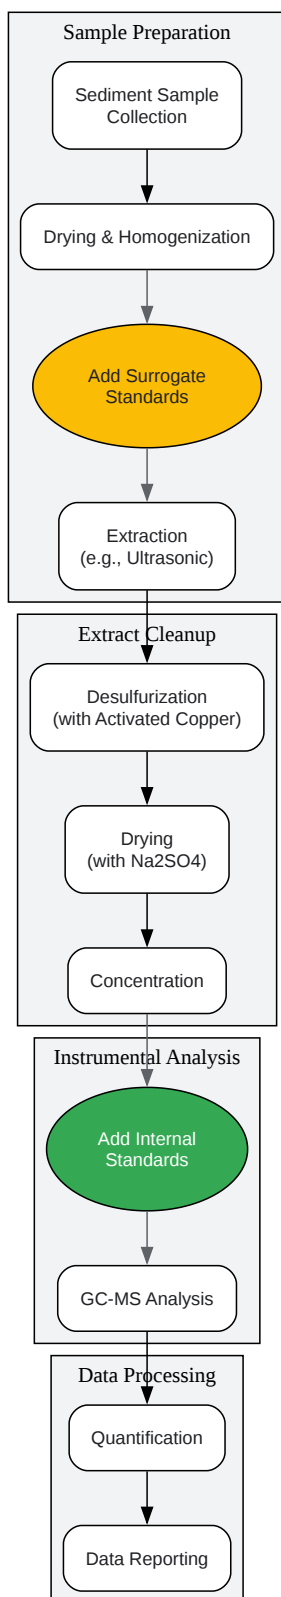 Sample Preparation
Sediment Sample
Collection
Drying & Homogenization
Add Surrogate
Standards
Extraction
(e.g., Ultrasonic)
Extract Cleanup
Desulfurization
(with Activated Copper)
Drying
(with Na2SO4)
Concentration
Instrumental Analysis
Add Internal
Standards
GC-MS Analysis
Data Processing
Quantification
Data Reporting